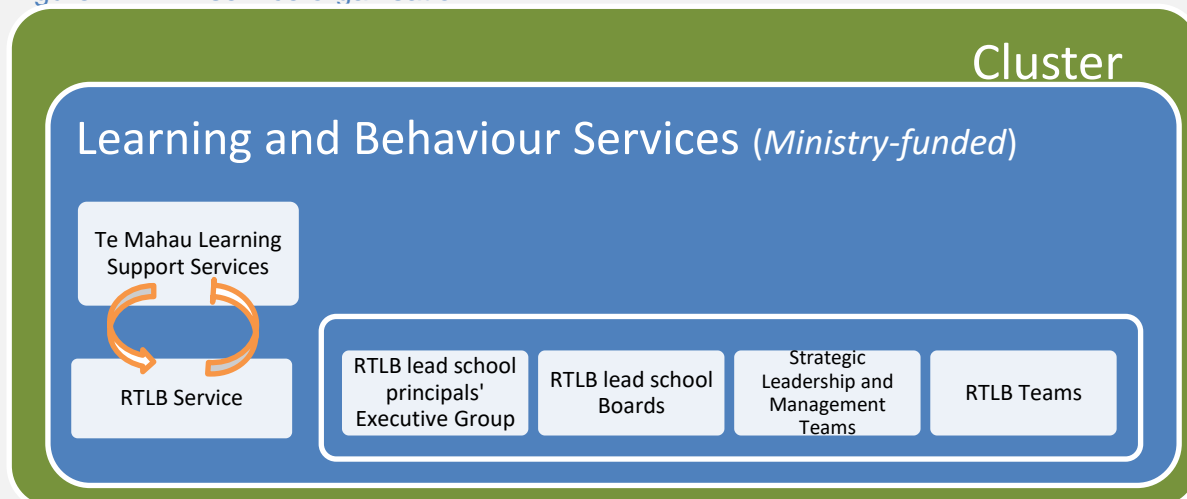 Cluster
Learning and Behaviour Services (Ministry-funded)
Te Mahau Learning
Support Services
RTLB Service
RTLB lead school
principals'
Executive Group
RTLB lead school
Boards
Strategic
Leadership and
Management
Teams
RTLB Teams